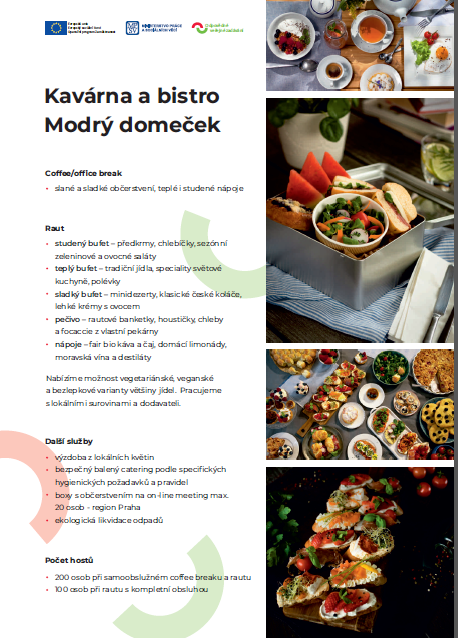 Evropská unie
Evropský sociální fond
Operační program Zaměstnanost
MINISTERSTVO PRÁCE
A SOCIÁLNÍCH VĚCÍ
Odpovědné
veřejné zadávání
Kavárna a bistro
Modrý domeček
Coffee/office break
• slané a sladké občerstvení, teplé i studené nápoje
Raut
• studený bufet – předkrmy, chlebíčky, sezónní
zeleninové a ovocné saláty
• teplý bufet – tradiční jídla, speciality světové
kuchyně, polévky
• sladký bufet – minidezerty, klasické české koláče,
lehké krémy s ovocem
• pečivo – rautové banketky, houstičky, chleby
a focaccie z vlastní pekárny
• nápoje – fair bio káva a čaj, domácí limonády,
moravská vína a destiláty
Nabízíme možnost vegetariánské, veganské
a bezlepkové varianty většiny jídel. Pracujeme
s lokálními surovinami a dodavateli.
Další služby
• výzdoba z lokálních květin
• bezpečný balený catering podle specifických
hygienických požadavků a pravidel
• boxy s občerstvením na on-line meeting max.
20 osob - region Praha
• ekologická likvidace odpadů
Počet hostů
• 200 osob při samoobslužném coffee breaku a rautu
• 100 osob při rautu s kompletní obsluhou